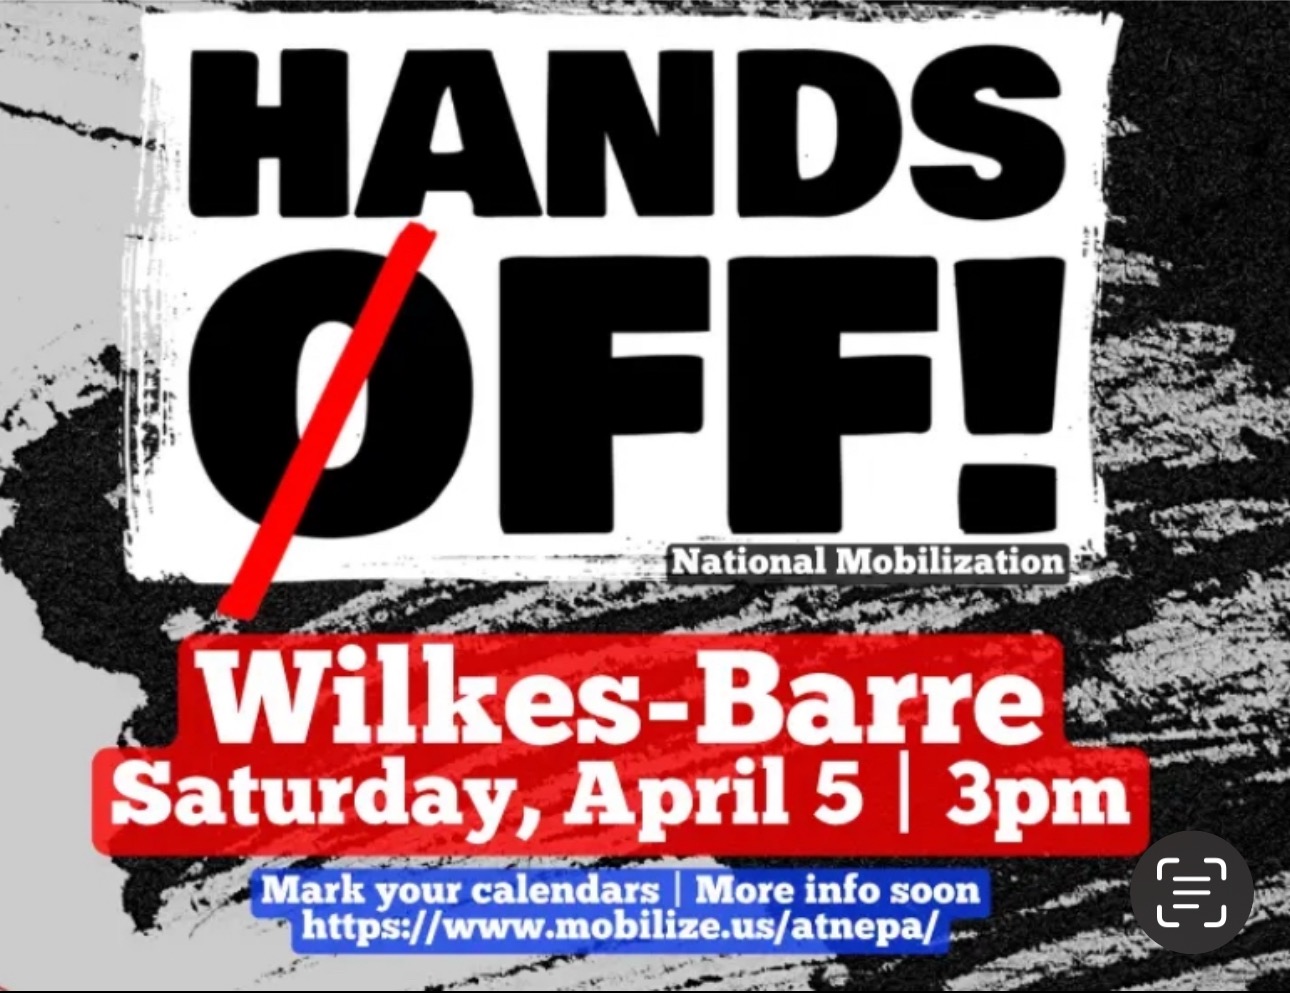 HANDS
OFF!
National Mobilization
Wilkes-Barre
Saturday, April 5 | 3pm
Mark your calendars | More info soon
https://www.mobilize.us/atnepa/